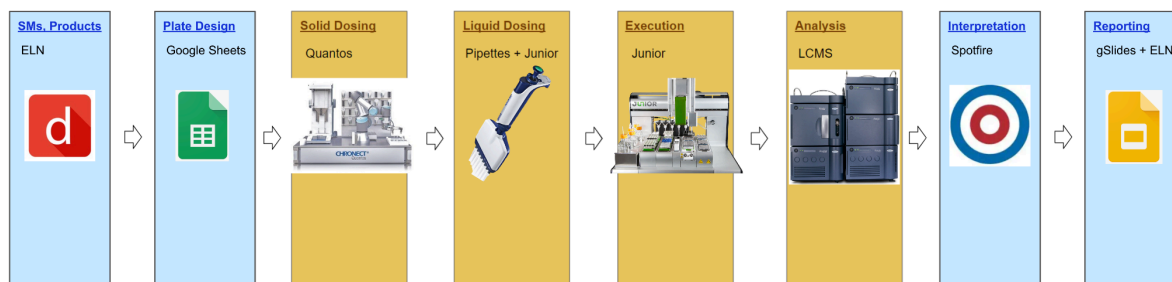 SMs, Products
ELN
d
Plate Design
Google Sheets
Solid Dosing
Quantos
CHRONECT
Liquid Dosing
Pipettes + Junior
Execution
Junior
JUNIOR
Analysis
LCMS
Interpretation
Spotfire
Reporting
gSlides + ELN